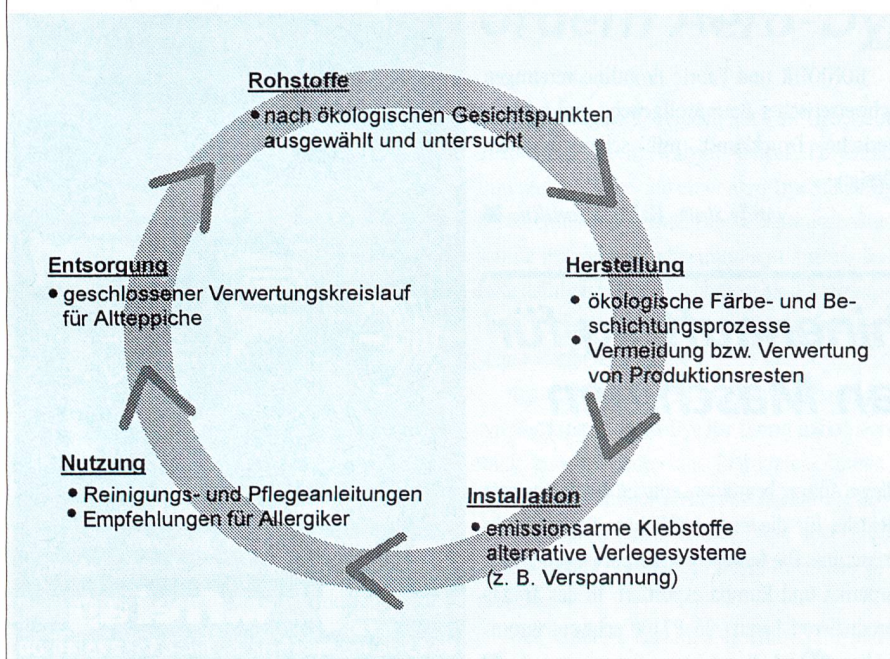 Rohstoffe
• nach ökologischen Gesichtspunkten
ausgewählt und untersucht
Herstellung
• ökologische Färbe- und Be-
schichtungsprozesse
• Vermeidung bzw. Verwertung
von Produktionsresten
Installation
• emissionsarme Klebstoffe
alternative Verlegesysteme
(z. B. Verspannung)
Nutzung
• Reinigungs- und Pflegeanleitungen
• Empfehlungen für Allergiker
Entsorgung
• geschlossener Verwertungskreislauf
für Altteppiche